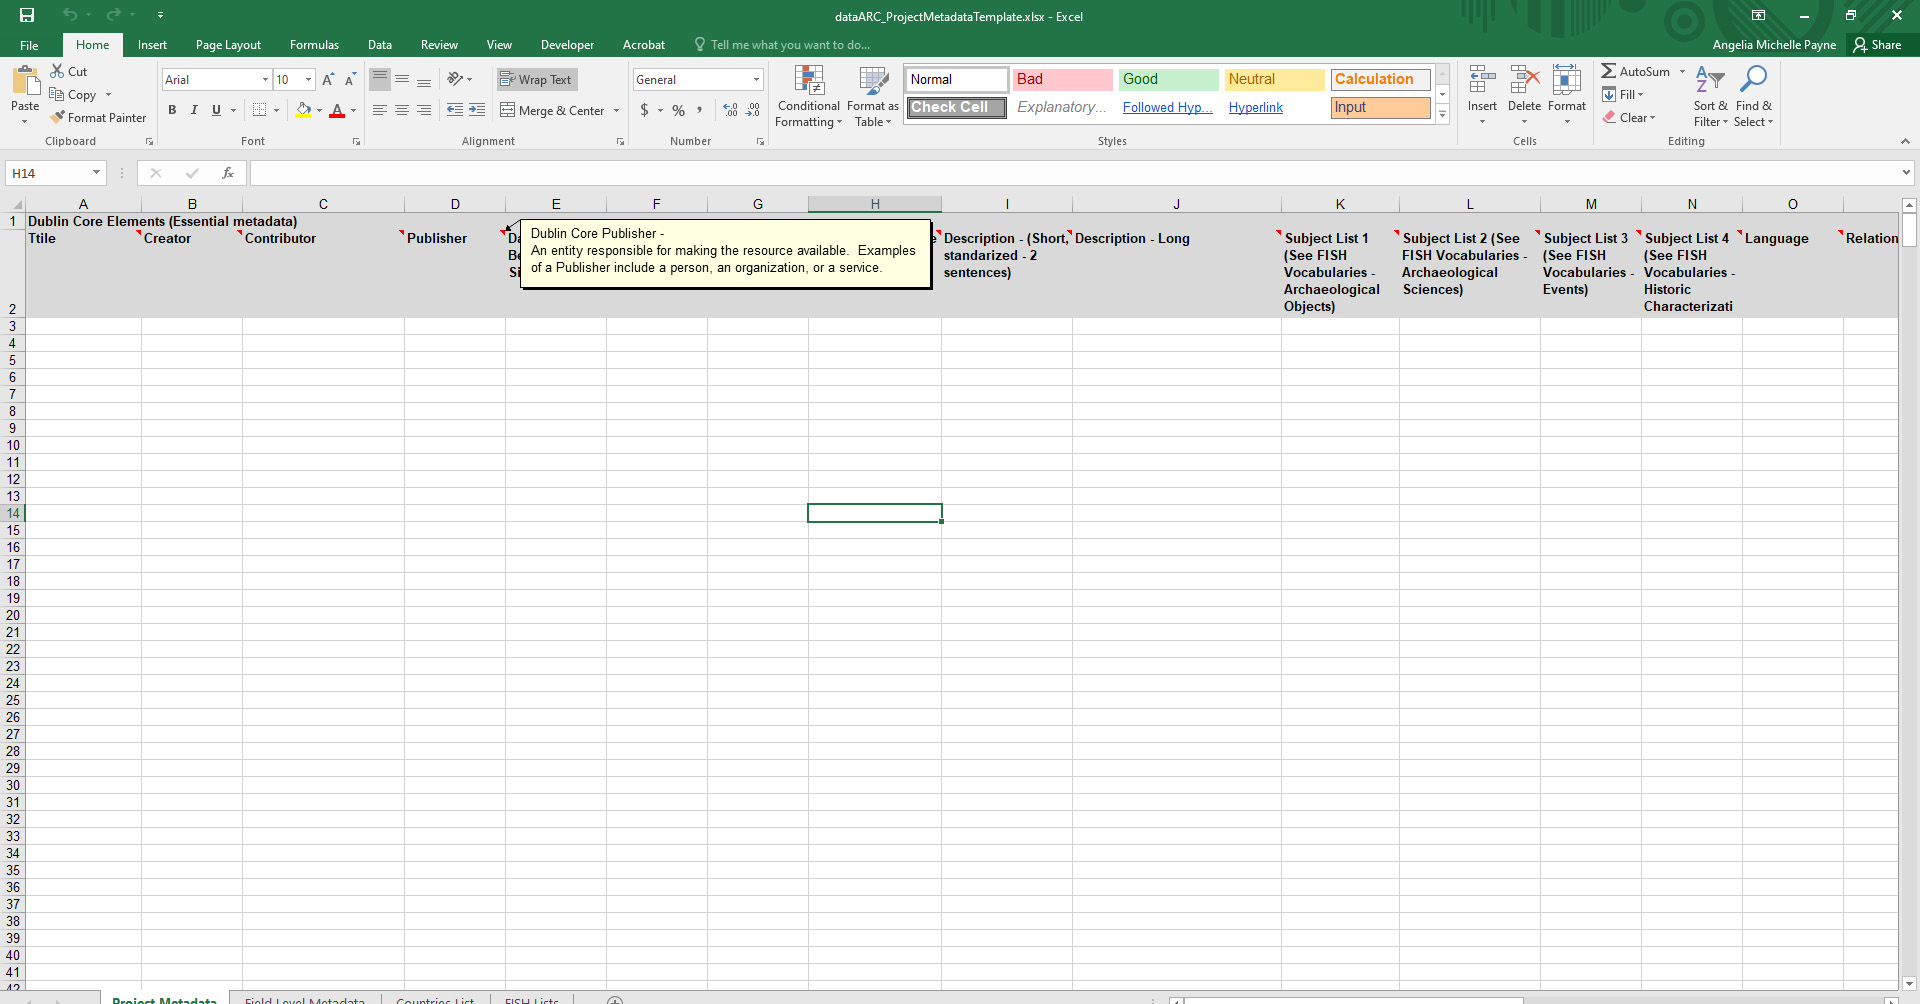 dataARC_ProjectMetadataTemplate.xlsx - Excel
File Home Insert Page Layout Formulas Data Review View Developer Acrobat Tell me what you want to do... Angelia Michelle Payne Share
Paste
Cut
Copy
Format Painter
Clipboard
Arial 10
B I U
Font
Wrap Text
Merge & Center
Alignment
General
$ % ,
Number
Conditional Formatting
Format as Table
Normal Bad Good Neutral Calculation
Check Cell Explanatory... Followed Hyp... Hyperlink Input
Styles
Insert Delete Format
Cells
AutoSum
Fill
Clear
Sort & Filter
Find & Select
Editing
H14 fx
A B C D E F G H I J K L M N O
1 Dublin Core Elements (Essential metadata)
2
Ttile
Creator
Contributor
Publisher
Dublin Core Publisher -
An entity responsible for making the resource available. Examples
of a Publisher include a person, an organization, or a service.
Description - (Short,
standarized - 2
sentences)
Description - Long
Subject List 1
(See FISH
Vocabularies -
Archaeological
Objects)
Subject List 2 (See
FISH Vocabularies -
Archaeological
Sciences)
Subject List 3
(See FISH
Vocabularies -
Events)
Subject List 4
(See FISH
Vocabularies -
Historic
Characterizati
Language
Relation
3
4
5
6
7
8
9
10
11
12
13
14
15
16
17
18
19
20
21
22
23
24
25
26
27
28
29
30
31
32
33
34
35
36
37
38
39
40
41
42
Project Metadata Field Level Metadata Countries List FISH Lists